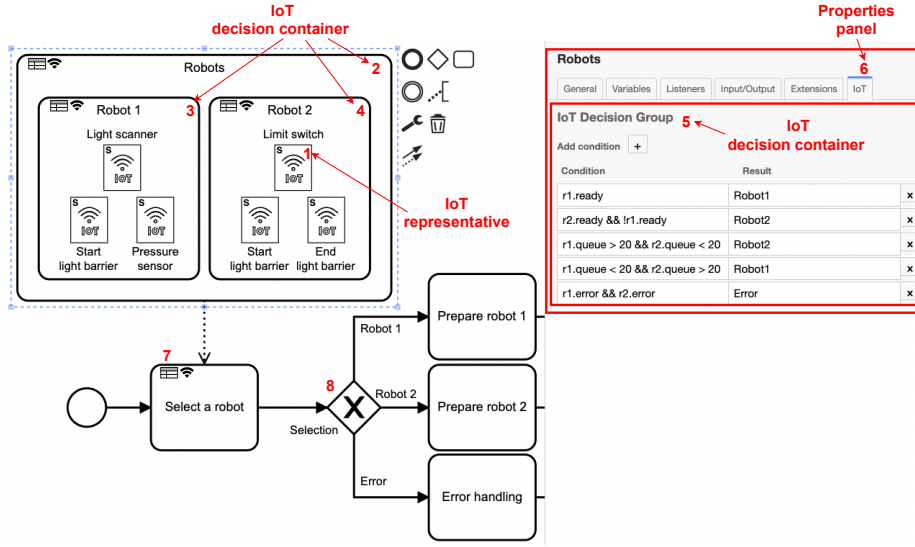 IoT
decision container
Properties
panel
2
Robots
3
Robot 1
4
Robot 2
Light scanner
Limit switch
1
S
IoT
S
IoT
S
IoT
S
IoT
S
IoT
S
IoT
Start
light barrier
Pressure
sensor
Start
light barrier
End
light barrier
IoT
representative
Robots
6
General
Variables
Listeners
Input/Output
Extensions
IoT
IoT Decision Group
5
IoT
decision container
Add condition +
Condition Result
r1.ready Robot1 x
r2.ready && !r1.ready Robot2 x
r1.queue > 20 && r2.queue < 20 Robot2 x
r1.queue < 20 && r2.queue > 20 Robot1 x
r1.error && r2.error Error x
7
Select a robot
8
X
Selection
Robot 1
Prepare robot 1
Robot 2
Prepare robot 2
Error
Error handling